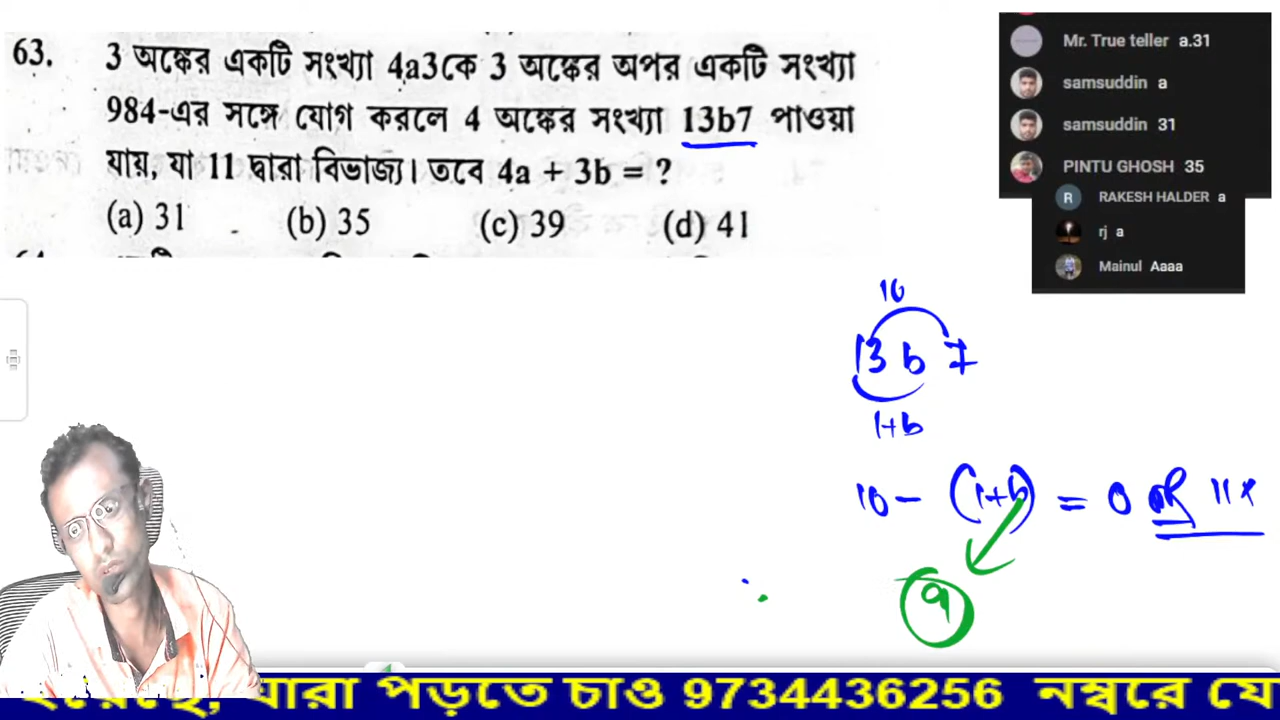 63. 3 অঙ্কের একটি সংখ্যা 4a3কে 3 অঙ্কের অপর একটি সংখ্যা
984-এর সঙ্গে যোগ করলে 4 অঙ্কের সংখ্যা 13b7 পাওয়া
যায়, যা 11 দ্বারা বিভাজ্য। তবে 4a + 3b = ?
(a) 31 (b) 35 (c) 39 (d) 41
Mr. True teller a.31
samsuddin a
samsuddin 31
PINTU GHOSH 35
R RAKESH HALDER a
rj a
Mainul Aaaa
10
13b7
1+b
10 - (1+b) = 0 or 11x
9
হয়েছে, যারা পড়তে চাও 9734436256 নম্বরে যো